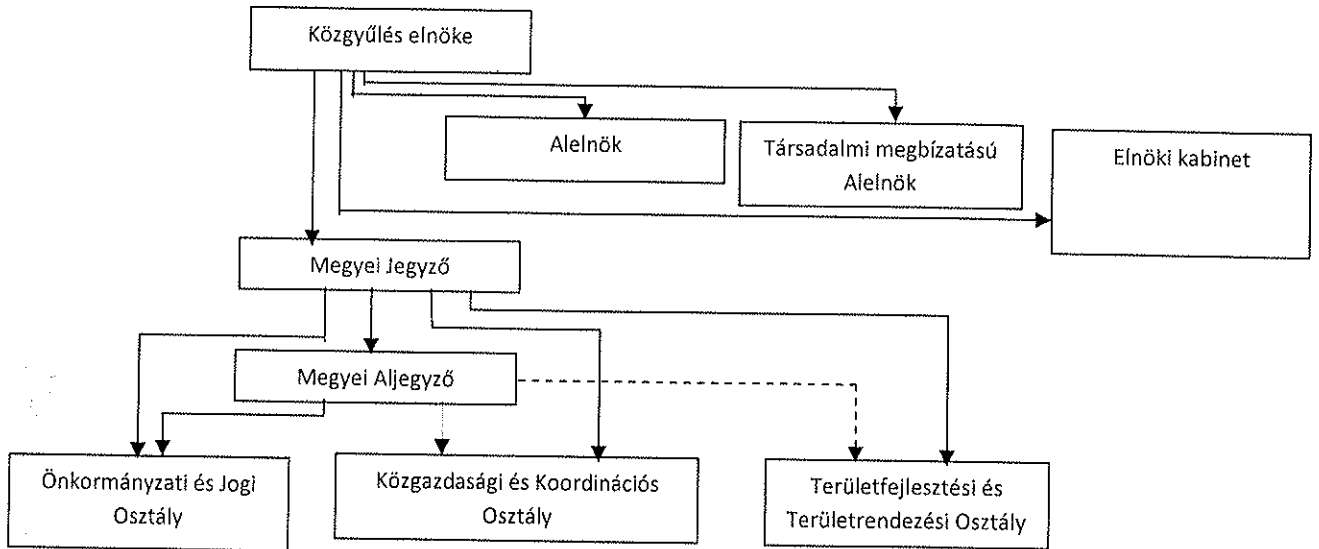 Közgyűlés elnöke
Alelnök
Társadalmi megbízatású
Alelnök
Elnöki kabinet
Megyei Jegyző
Megyei Aljegyző
Önkormányzati és Jogi
Osztály
Közgazdasági és Koordinációs
Osztály
Területfejlesztési és
Területrendezési Osztály